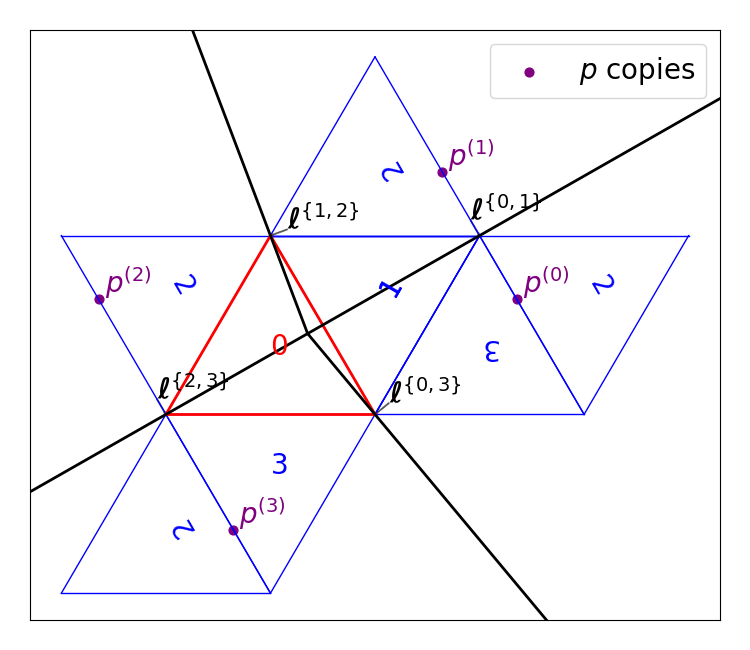 p copies
2
p^{(1)}
ℓ^{\{0,1\}}
ℓ^{\{1,2\}}
p^{(2)}
2
1
p^{(0)}
2
0
3
ℓ^{\{2,3\}}
ℓ^{\{0,3\}}
3
p^{(3)}
2